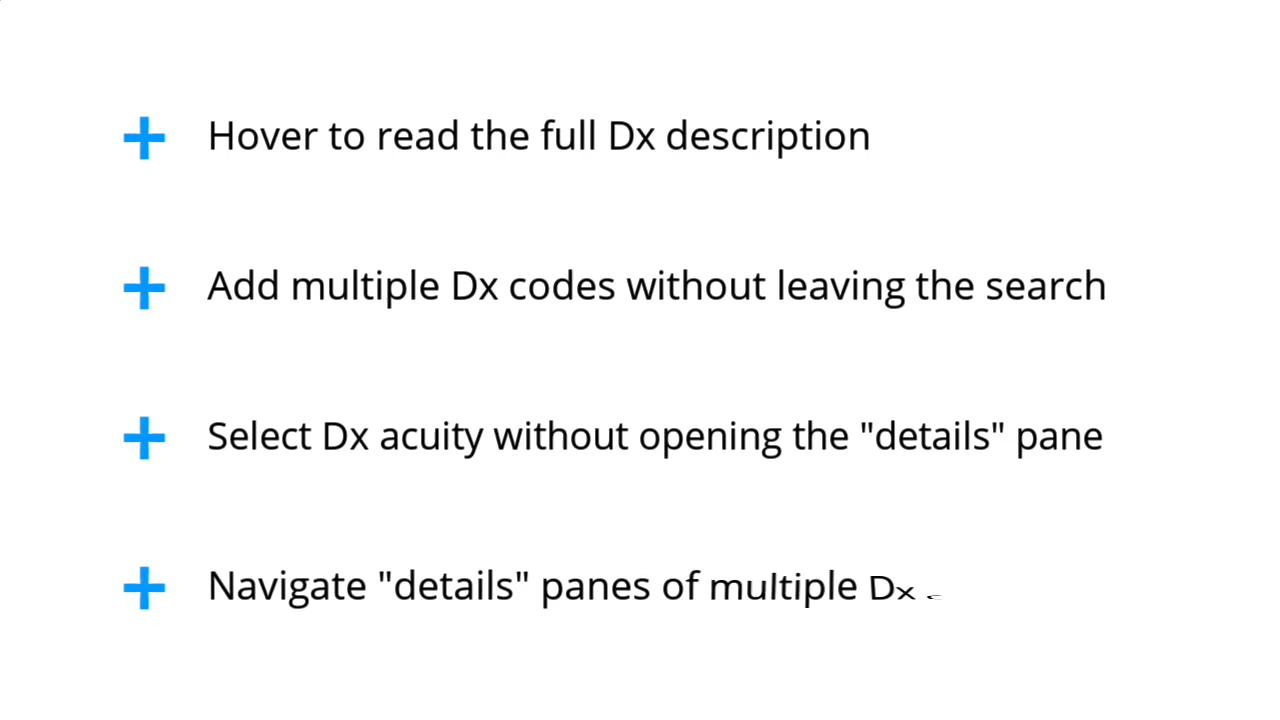 Hover to read the full Dx description
Add multiple Dx codes without leaving the search
Select Dx acuity without opening the "details" pane
Navigate "details" panes of multiple Dx